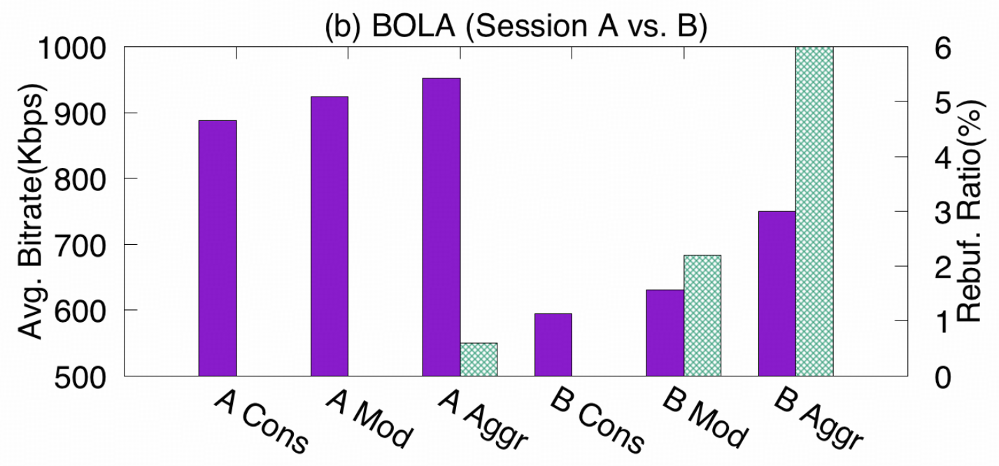 (b) BOLA (Session A vs. B)
Avg. Bitrate(Kbps)
1000
900
800
700
600
500
6
5
4
3
2
1
0
Rebuf. Ratio(%)
A Cons
A Mod
A Aggr
B Cons
B Mod
B Aggr